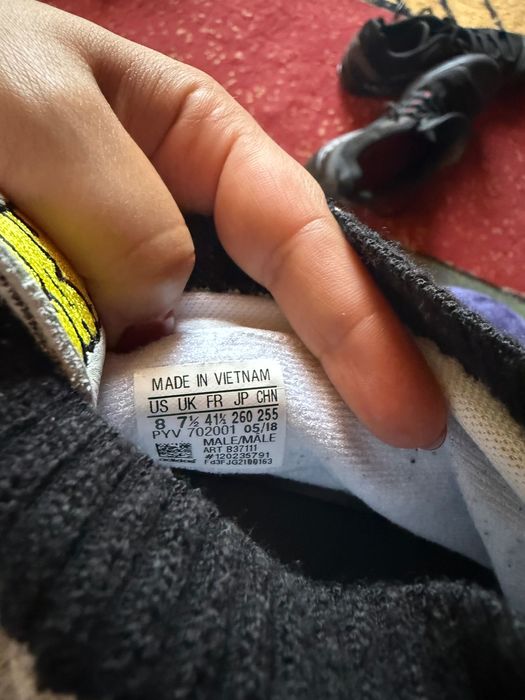 MADE IN VIETNAM
US UK FR JP CHN
8 7½ 41⅓ 260 255
PYV 702001 05/18
MALE/MÂLE
ART B37111
#120235791